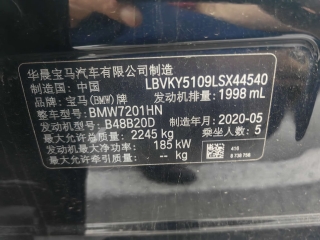 华晨宝马汽车有限公司制造
制造国：中国 LBVKY5109LSX44540
品牌：宝马(BMW)牌 发动机排量：1998 mL
整车型号：BMW7201HN
发动机型号：B48B20D 制造年月：2020-05
最大允许总质量：2245 kg 乘坐人数：5
发动机最大净功率：185 kW
最大允许牵引质量：- kg
416